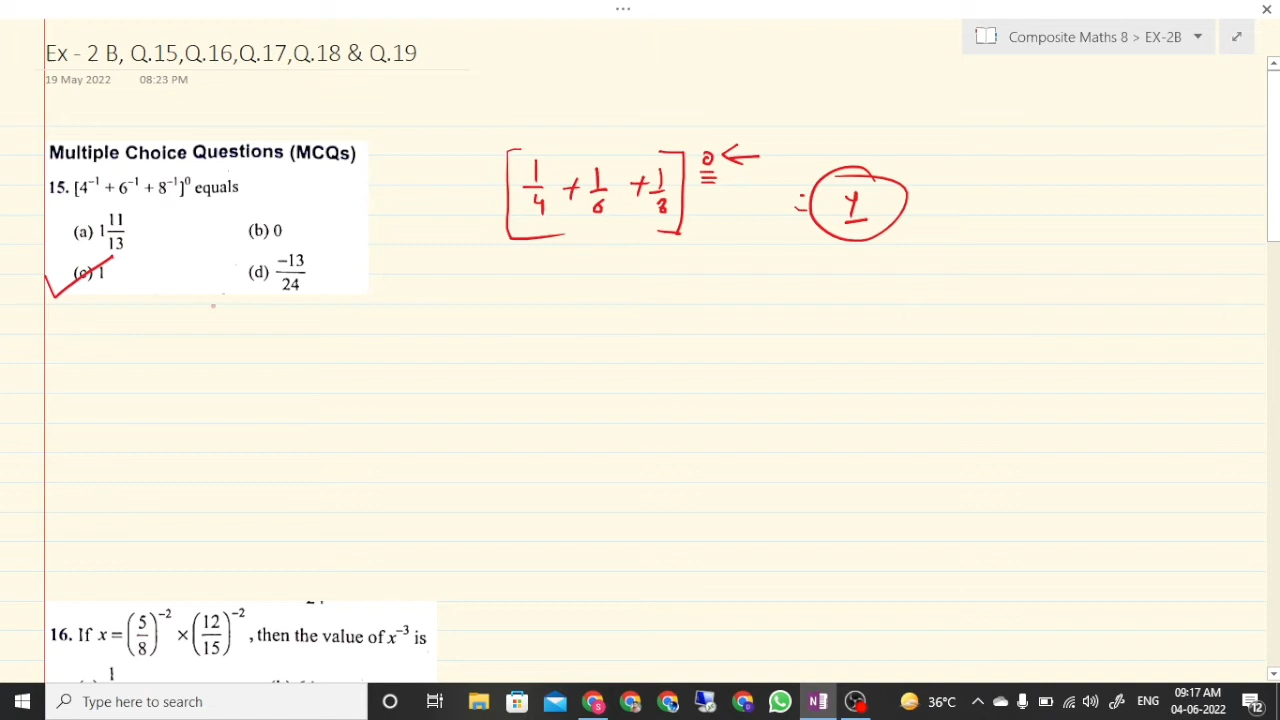 Ex - 2 B, Q.15,Q.16,Q.17,Q.18 & Q.19
Composite Maths 8 > EX-2B
19 May 2022 08:23 PM
Multiple Choice Questions (MCQs)
15. [4⁻¹ + 6⁻¹ + 8⁻¹]⁰ equals
(a) 1 11/13 (b) 0
(c) 1 (d) −13/24
[1/4 + 1/6 + 1/8]⁰ ← = 1
16. If x = (5/8)⁻² × (12/15)⁻², then the value of x⁻³ is
Type here to search
36°C ENG 09:17 AM
04-06-2022 12